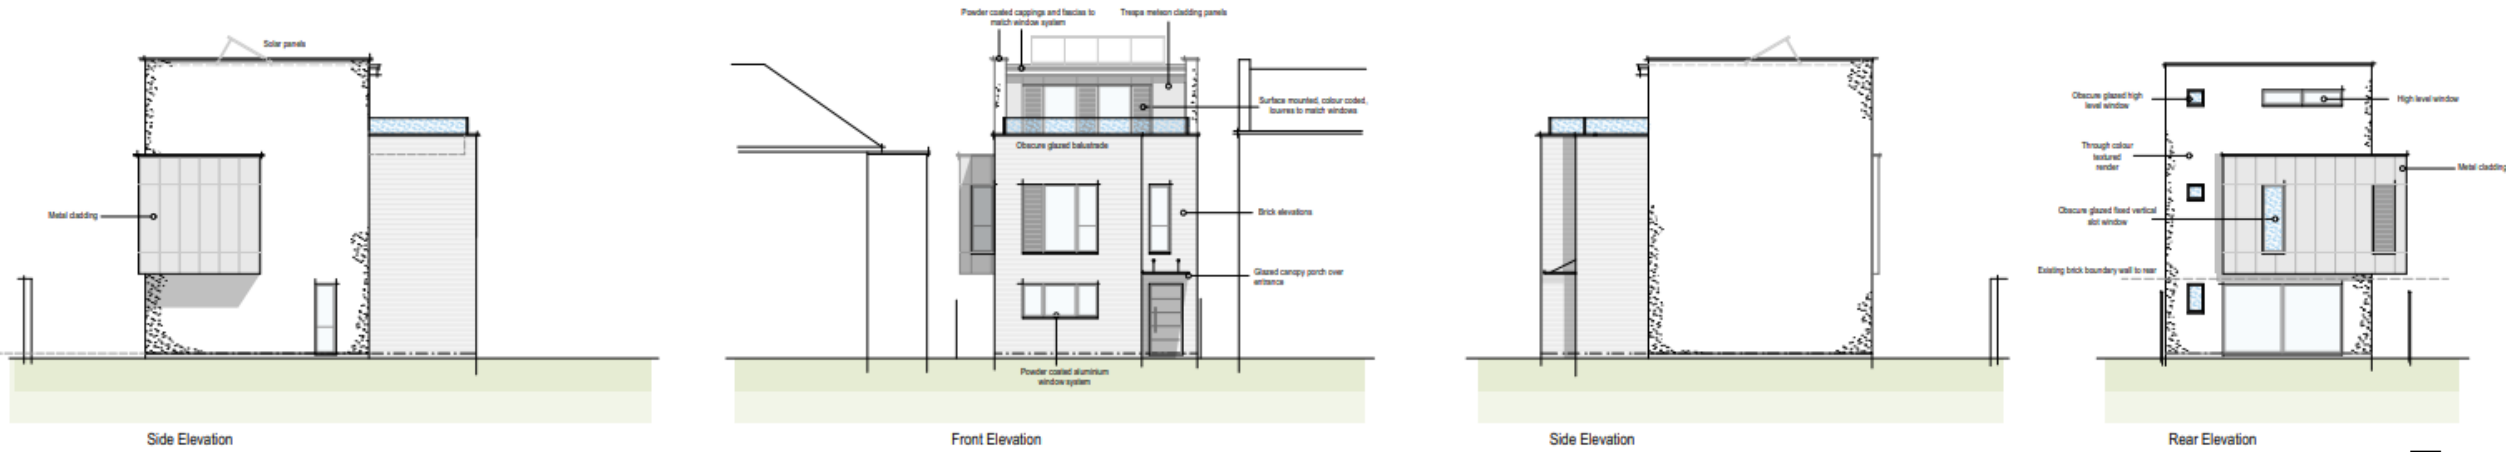 Solar panels
Metal cladding
Side Elevation
Powder coated cappings and fascias to
match window system
Trespa meteon cladding panels
Surface mounted, colour coded,
louvres to match windows
Obscure glazed balustrade
Brick elevations
Glazed canopy porch over
entrance
Powder coated aluminium
window system
Front Elevation
Side Elevation
Obscure glazed high
level window
High level window
Through colour
textured
render
Metal cladding
Obscure glazed fixed vertical
slot window
Existing brick boundary wall to rear
Rear Elevation